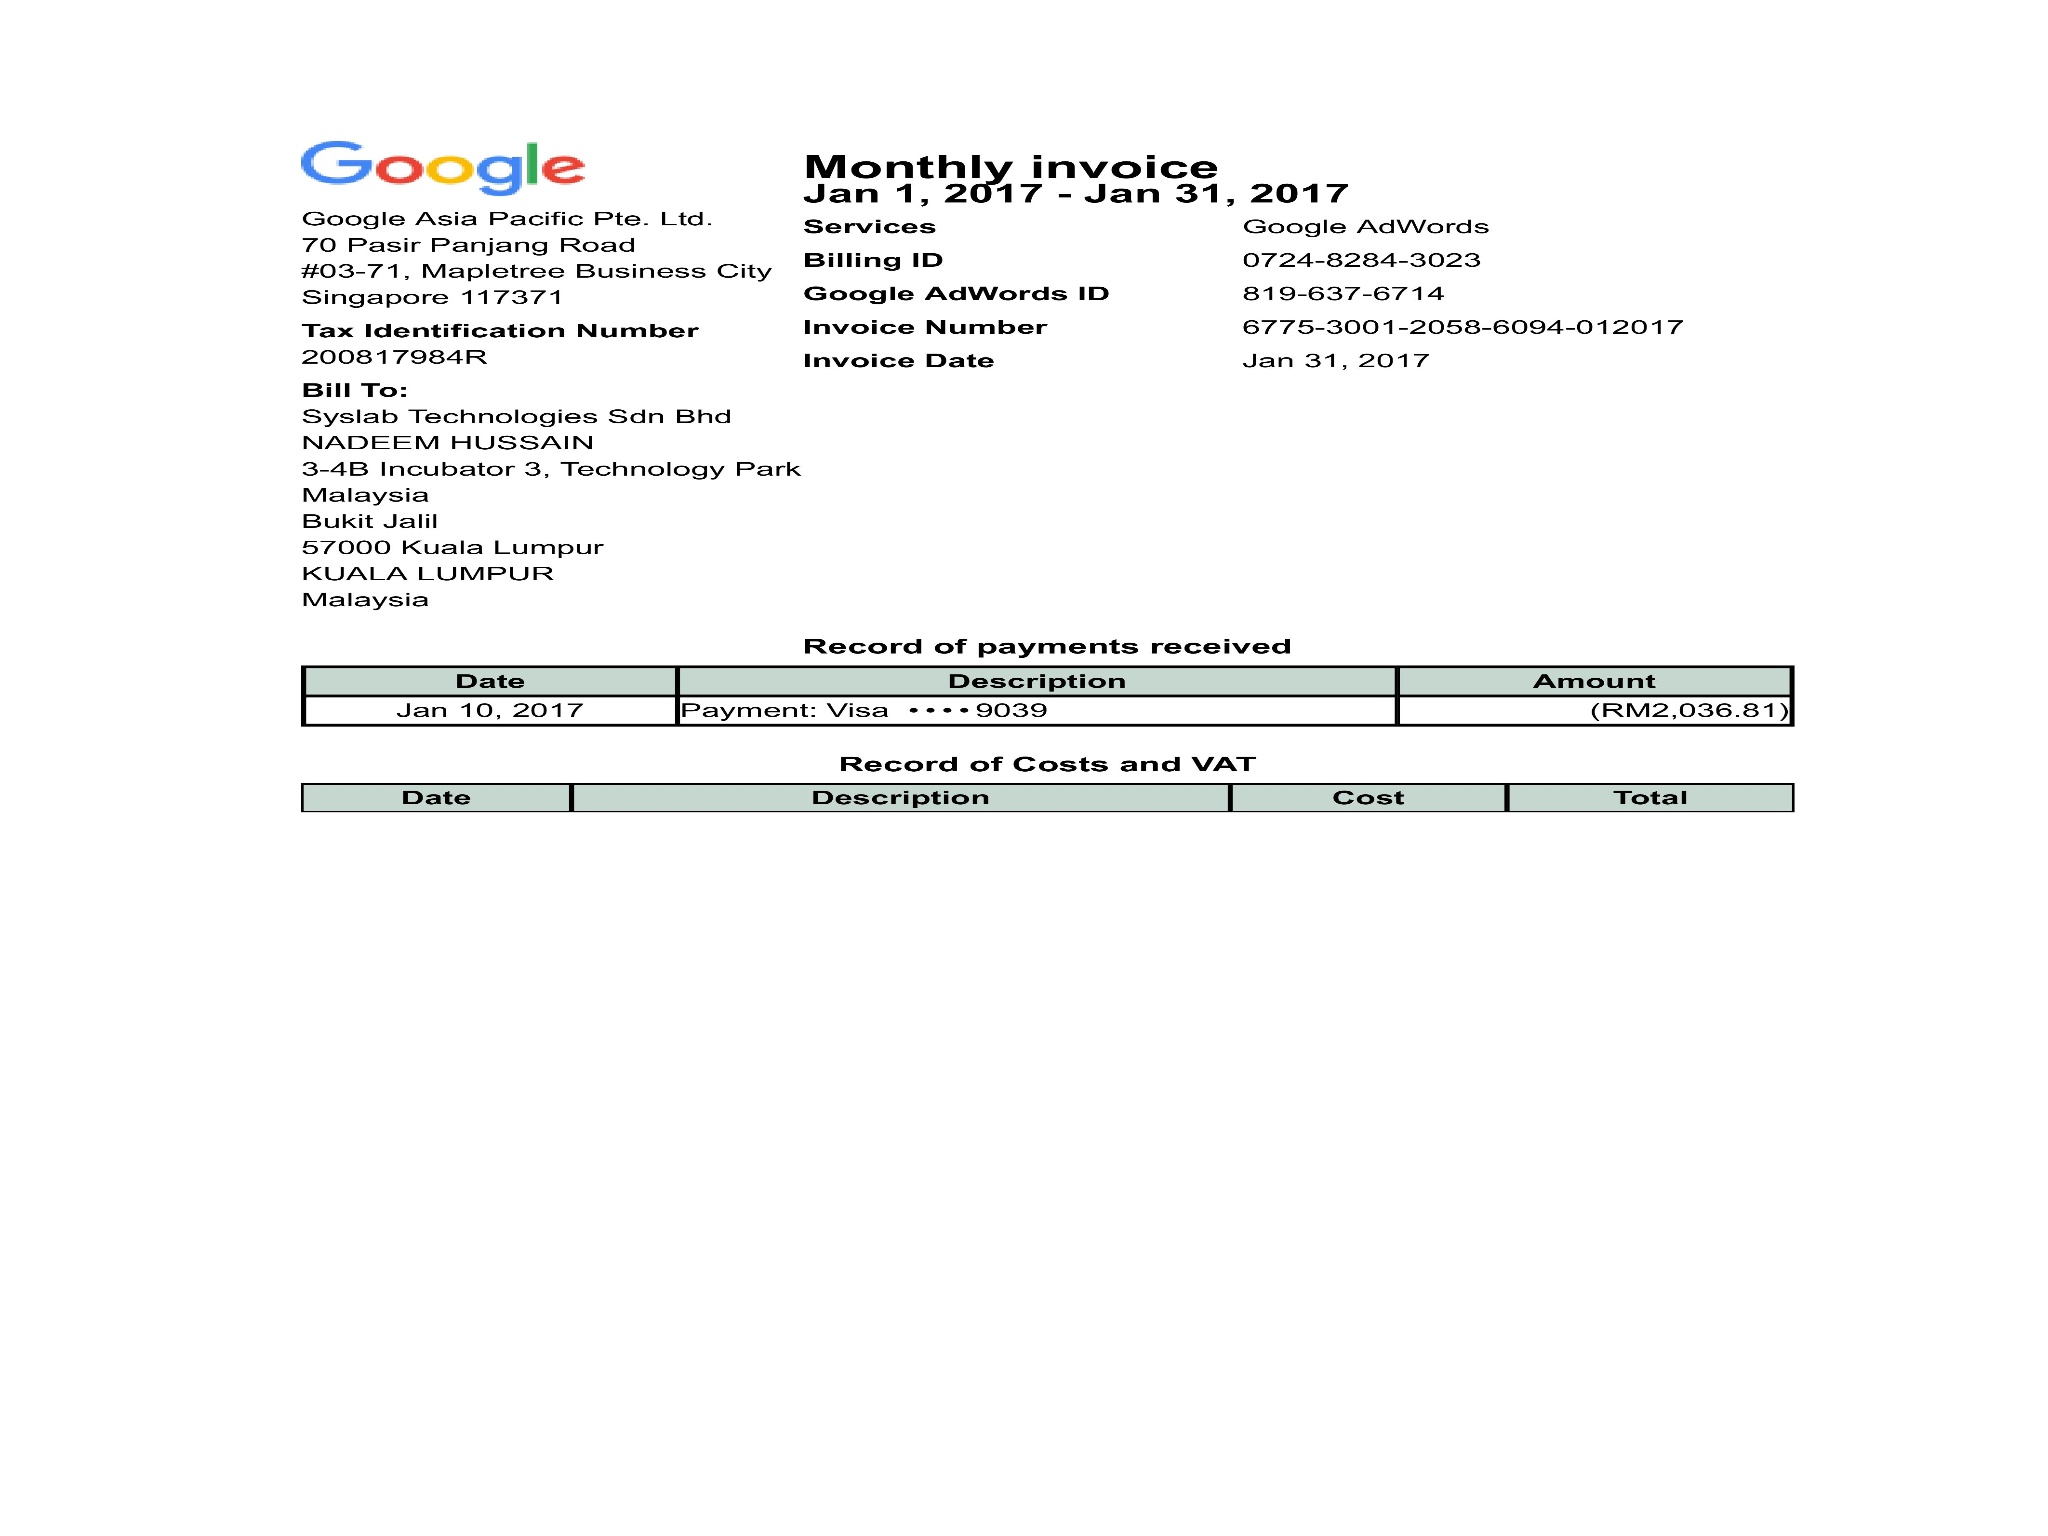 Google
Google Asia Pacific Pte. Ltd.
70 Pasir Panjang Road
#03-71, Mapletree Business City
Singapore 117371
Tax Identification Number
200817984R
Bill To:
Syslab Technologies Sdn Bhd
NADEEM HUSSAIN
3-4B Incubator 3, Technology Park
Malaysia
Bukit Jalil
57000 Kuala Lumpur
KUALA LUMPUR
Malaysia
Monthly invoice
Jan 1, 2017 - Jan 31, 2017
Services Google AdWords
Billing ID 0724-8284-3023
Google AdWords ID 819-637-6714
Invoice Number 6775-3001-2058-6094-012017
Invoice Date Jan 31, 2017
Record of payments received
Date Description Amount
Jan 10, 2017 Payment: Visa ••••9039 (RM2,036.81)
Record of Costs and VAT
Date Description Cost Total